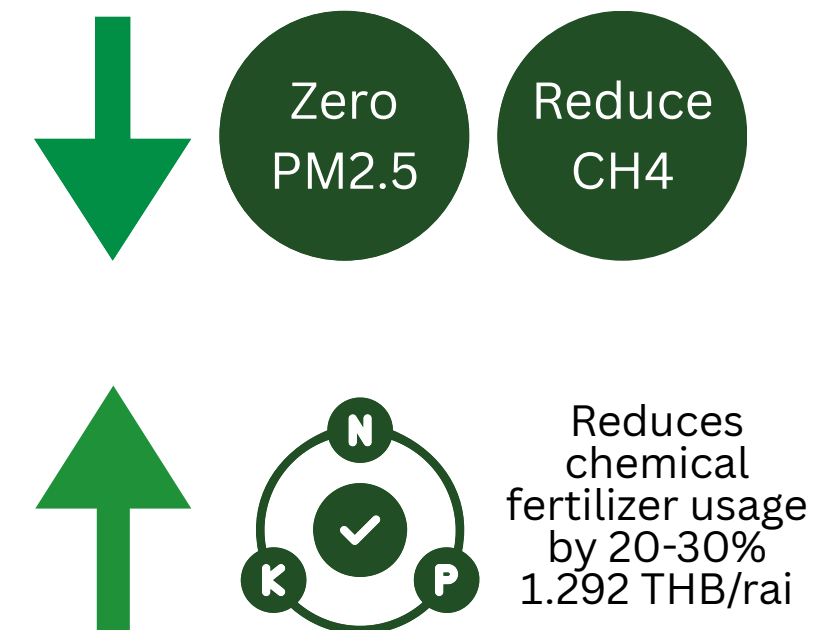 Zero
PM2.5
Reduce
CH4
N
K
P
Reduces
chemical
fertilizer usage
by 20-30%
1.292 THB/rai